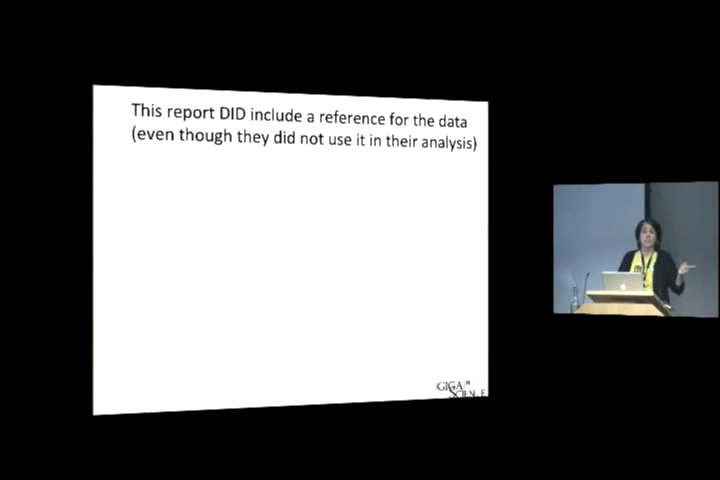 This report DID include a reference for the data
(even though they did not use it in their analysis)
GIGA
SCIENCE